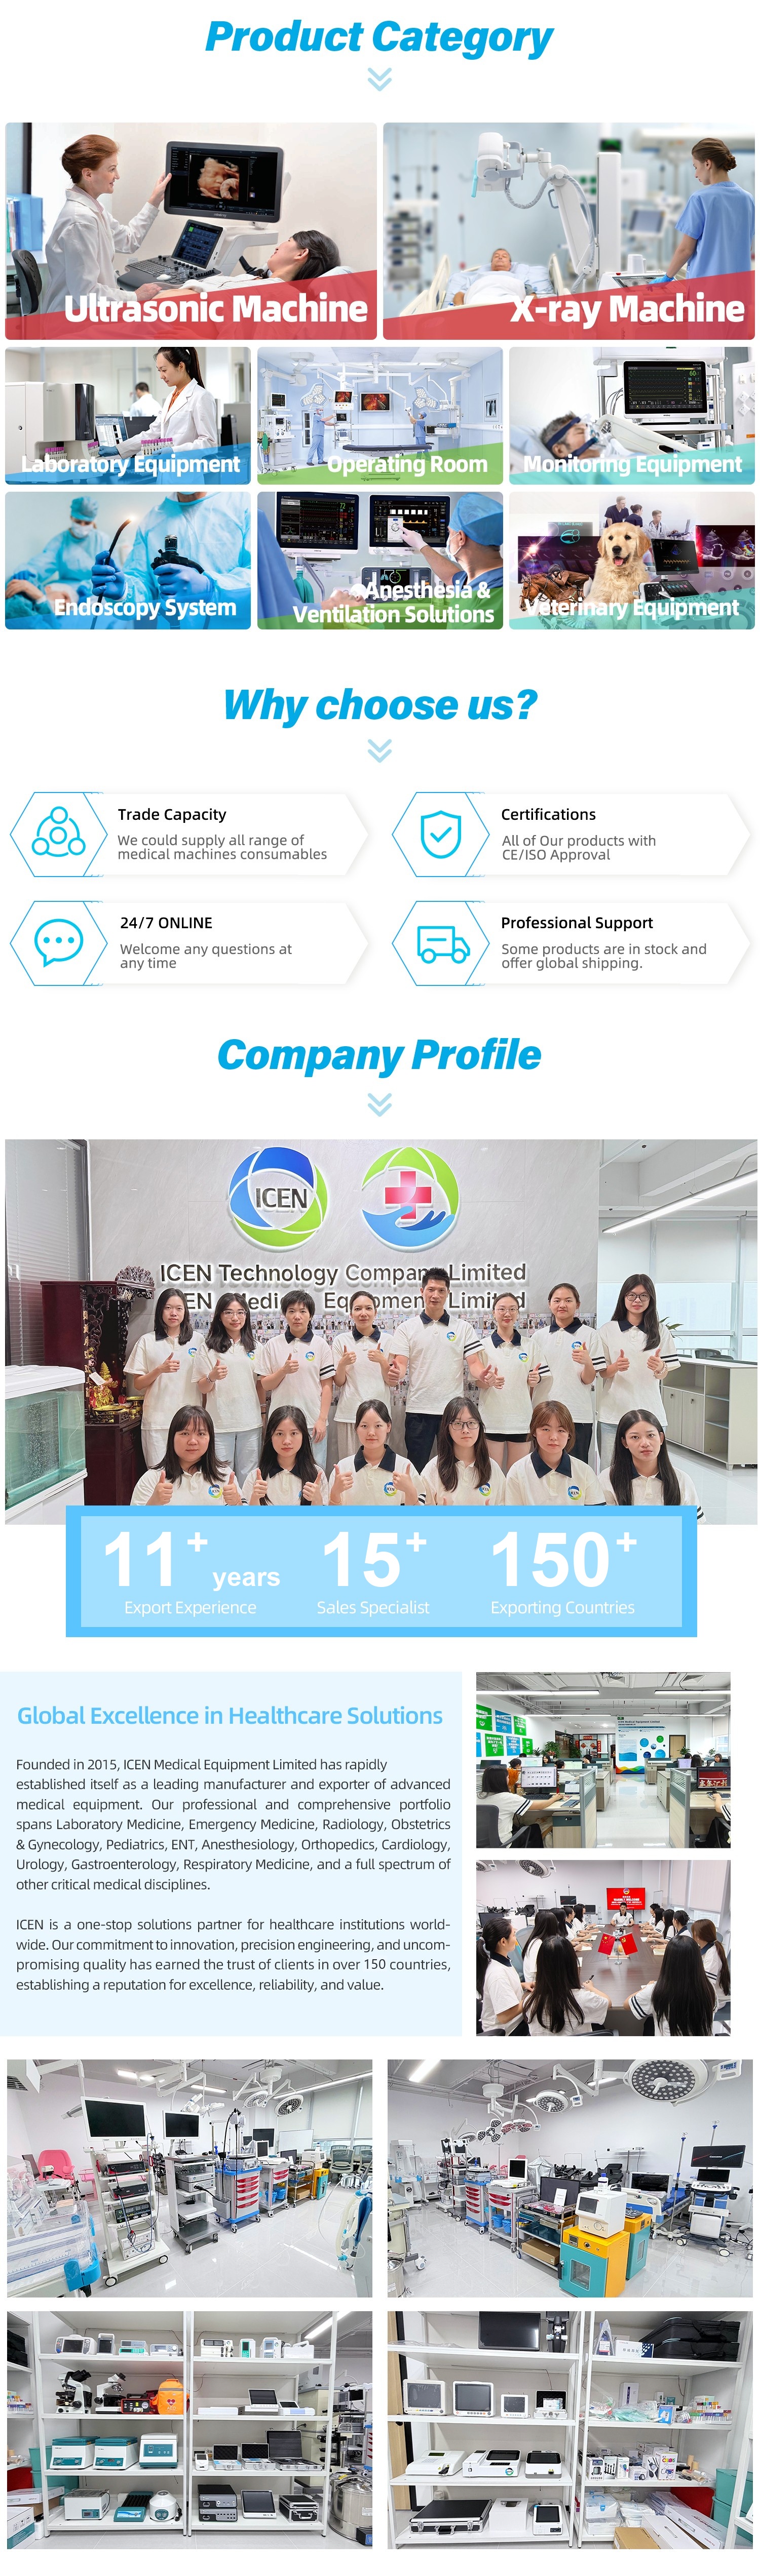 Product Category
Ultrasonic Machine
X-ray Machine
Laboratory Equipment
Operating Room
Monitoring Equipment
Endoscopy System
Anesthesia &
Ventilation Solutions
Veterinary Equipment
Why choose us?
Trade Capacity
We could supply all range of
medical machines consumables
Certifications
All of Our products with
CE/ISO Approval
24/7 ONLINE
Welcome any questions at
any time
Professional Support
Some products are in stock and
offer global shipping.
Company Profile
ICEN
ICEN Technology Company Limited
Limited
11+ years
Export Experience
15+
Sales Specialist
150+
Exporting Countries
Global Excellence in Healthcare Solutions
Founded in 2015, ICEN Medical Equipment Limited has rapidly
established itself as a leading manufacturer and exporter of advanced
medical equipment. Our professional and comprehensive portfolio
spans Laboratory Medicine, Emergency Medicine, Radiology, Obstetrics
& Gynecology, Pediatrics, ENT, Anesthesiology, Orthopedics, Cardiology,
Urology, Gastroenterology, Respiratory Medicine, and a full spectrum of
other critical medical disciplines.
ICEN is a one-stop solutions partner for healthcare institutions world-
wide. Our commitment to innovation, precision engineering, and uncom-
promising quality has earned the trust of clients in over 150 countries,
establishing a reputation for excellence, reliability, and value.